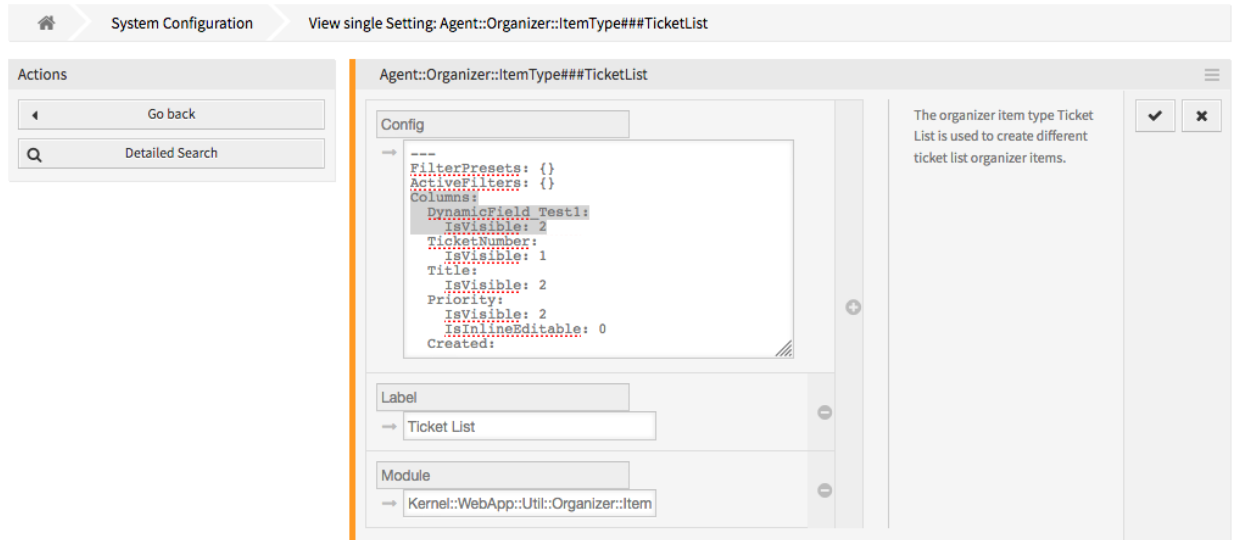 System Configuration
View single Setting: Agent::Organizer::ItemType###TicketList
Actions
Go back
Detailed Search
Agent::Organizer::ItemType###TicketList
Config
---
FilterPresets: {}
ActiveFilters: {}
Columns:
DynamicField_Test1:
IsVisible: 2
TicketNumber:
IsVisible: 1
Title:
IsVisible: 2
Priority:
IsVisible: 2
IsInlineEditable: 0
Created:
Label
Ticket List
Module
Kernel::WebApp::Util::Organizer::Item
The organizer item type Ticket
List is used to create different
ticket list organizer items.